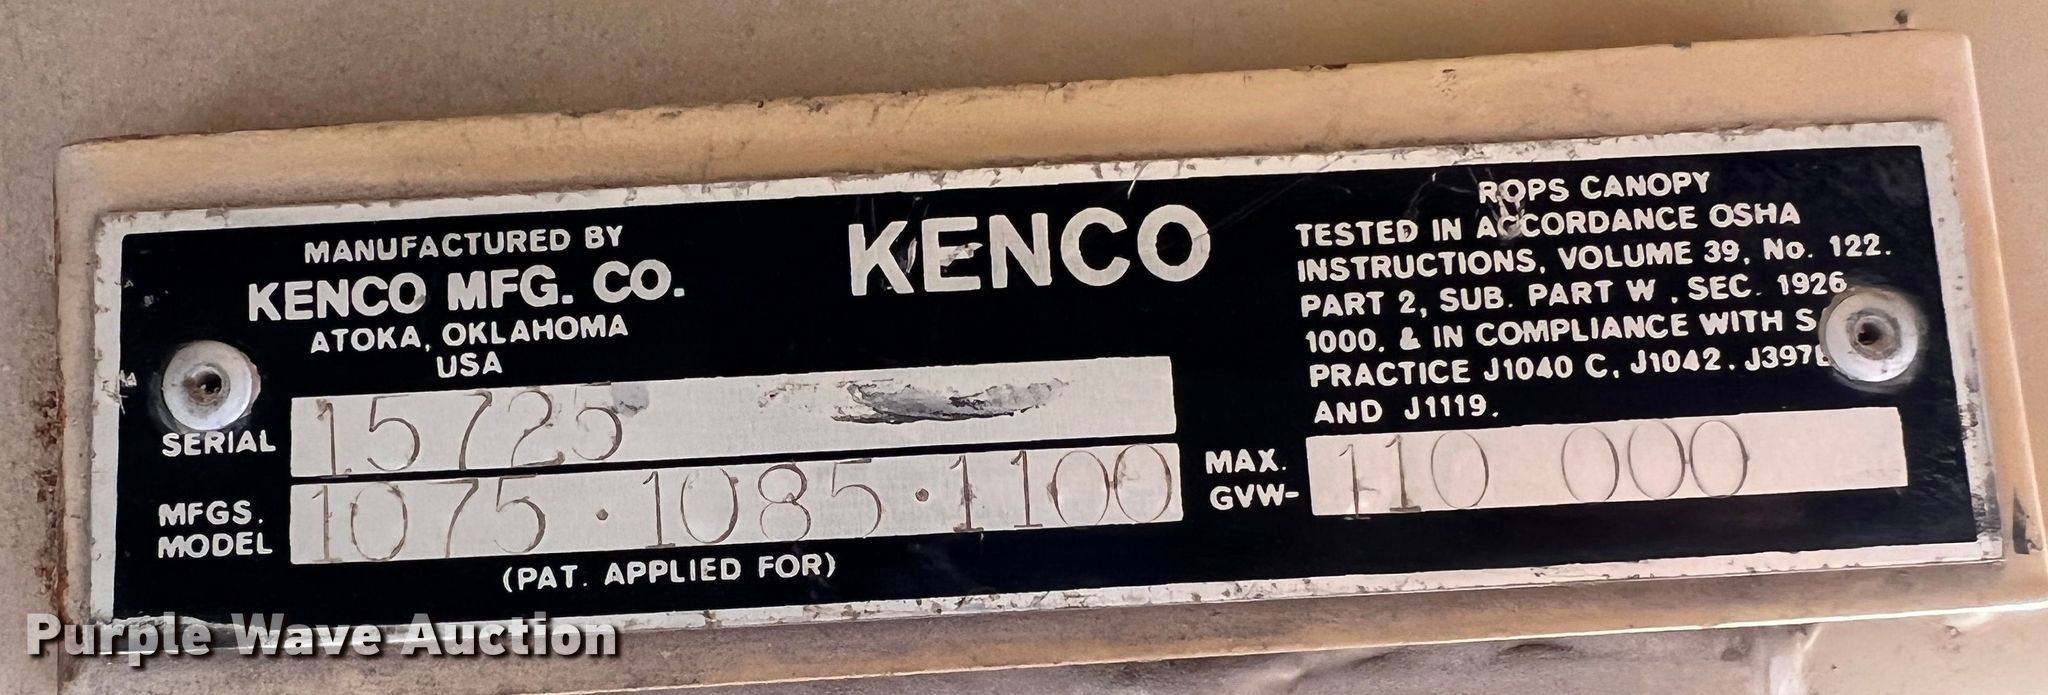 MANUFACTURED BY
KENCO MFG. CO.
ATOKA, OKLAHOMA
USA
KENCO
ROPS CANOPY
TESTED IN ACCORDANCE OSHA
INSTRUCTIONS, VOLUME 39, No. 122.
PART 2, SUB. PART W, SEC. 1926
1000. & IN COMPLIANCE WITH
PRACTICE J1040 C, J1042. J397
AND J1119.
SERIAL 15725
MFGS. MODEL 1075 · 1085 · 1100
MAX. GVW- 110 000
(PAT. APPLIED FOR)
Purple Wave Auction